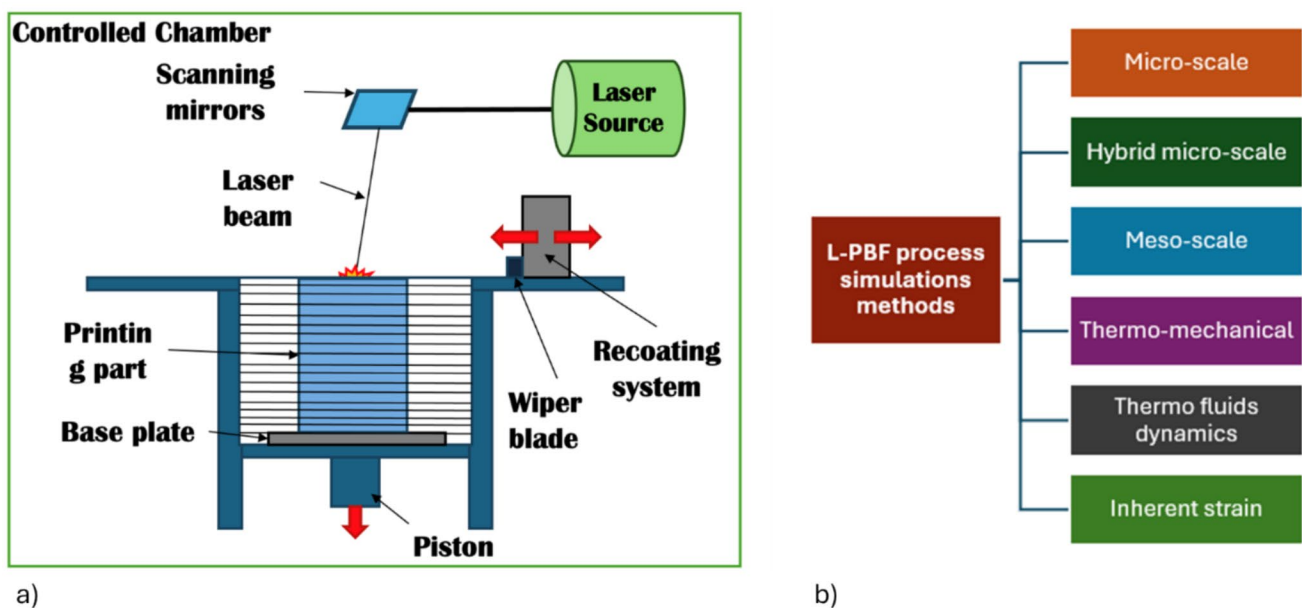 Controlled Chamber
Scanning
mirrors
Laser
Source
Laser
beam
Printin
g part
Recoating
system
Wiper
blade
Base plate
Piston
a)
L-PBF process
simulations
methods
Micro-scale
Hybrid micro-scale
Meso-scale
Thermo-mechanical
Thermo fluids
dynamics
Inherent strain
b)